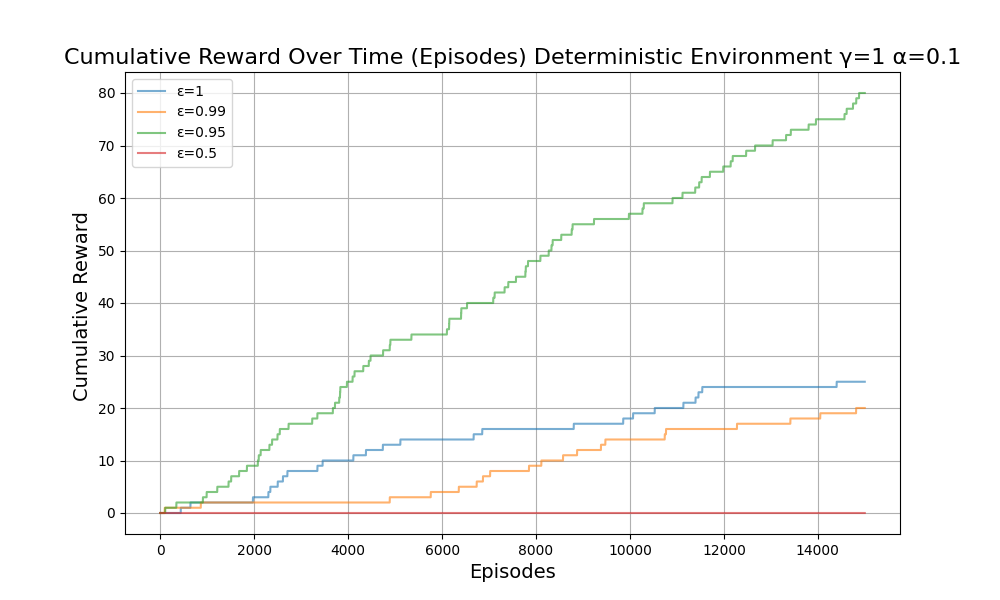 Cumulative Reward Over Time (Episodes) Deterministic Environment γ=1 α=0.1
ε=1
ε=0.99
ε=0.95
ε=0.5
Cumulative Reward
80
70
60
50
40
30
20
10
0
0 2000 4000 6000 8000 10000 12000 14000
Episodes